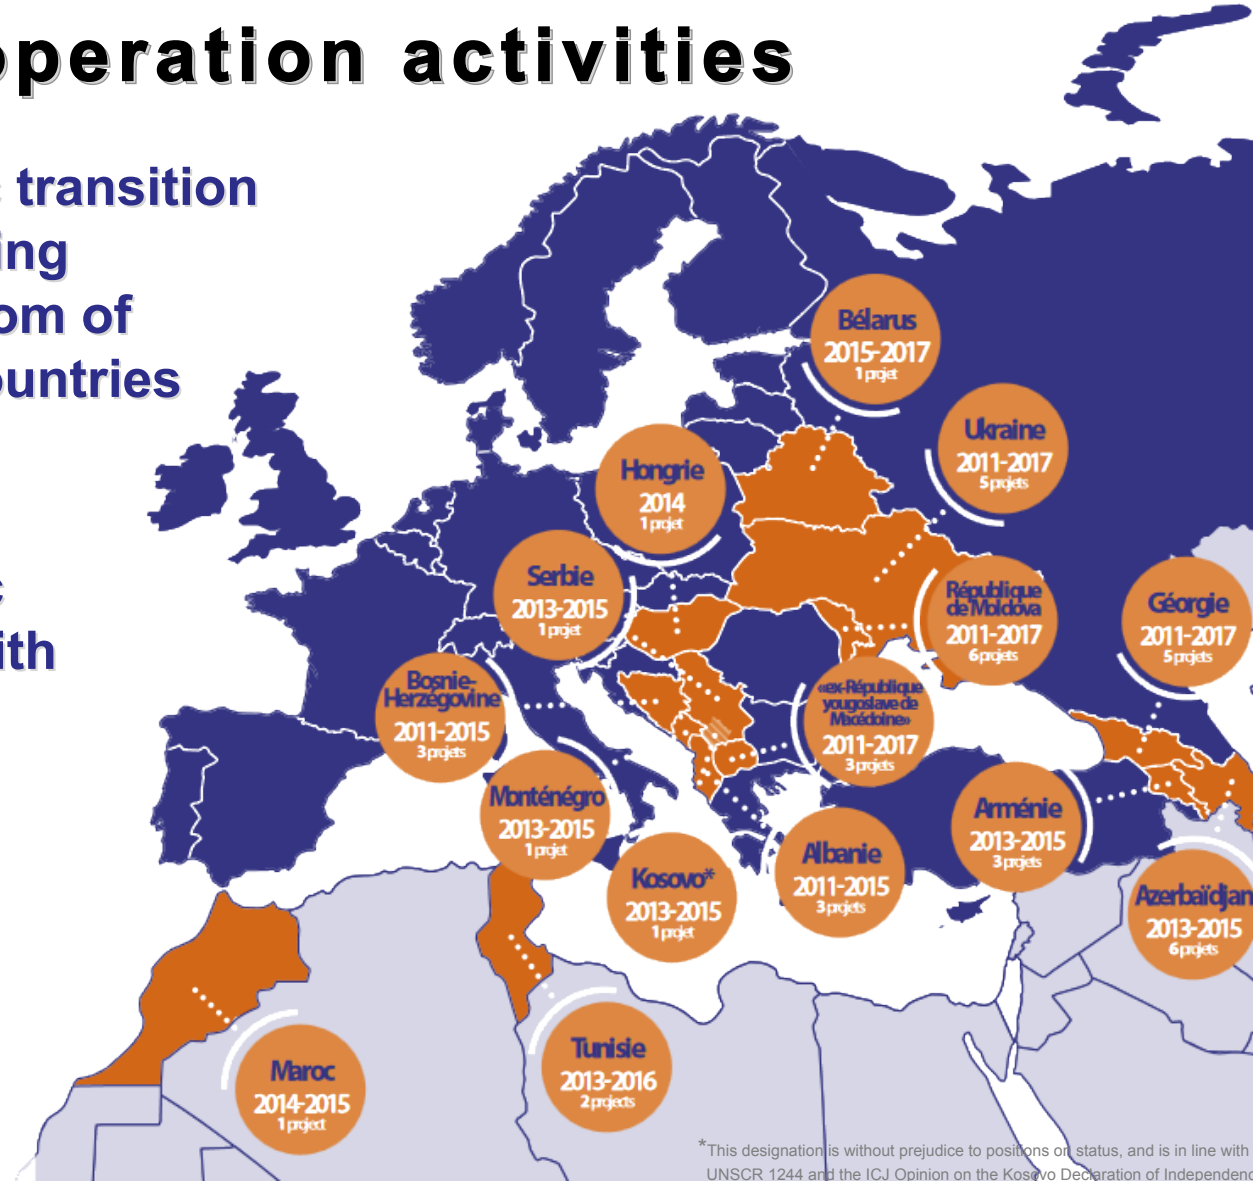 operation activities
transition
ing
om of
ountries
ith
Bélarus
2015-2017
1 projet
Ukraine
2011-2017
5 projets
Hongrie
2014
1 projet
Serbie
2013-2015
1 projet
République
de Moldova
2011-2017
6 projets
Géorgie
2011-2017
5 projets
Bosnie-
Herzégovine
2011-2015
3 projets
«ex-République
yougoslave de
Macédoine»
2011-2017
3 projets
Monténégro
2013-2015
1 projet
Arménie
2013-2015
3 projets
Albanie
2011-2015
3 projets
Kosovo*
2013-2015
1 projet
Azerbaïdjan
2013-2015
6 projets
Tunisie
2013-2016
2 projects
Maroc
2014-2015
1 project
*This designation is without prejudice to positions on status, and is in line with
UNSCR 1244 and the ICJ Opinion on the Kosovo Declaration of Independenc